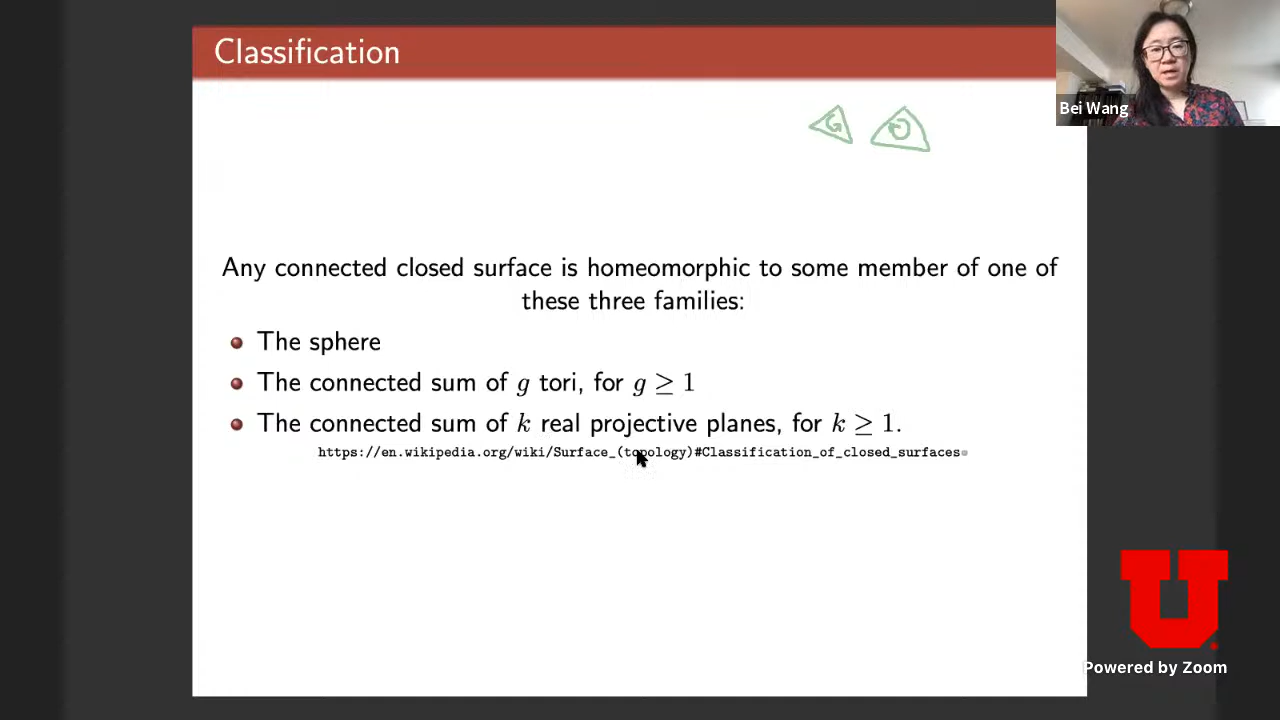 Classification
Bei Wang
Any connected closed surface is homeomorphic to some member of one of
these three families:
The sphere
The connected sum of g tori, for g ≥ 1
The connected sum of k real projective planes, for k ≥ 1.
https://en.wikipedia.org/wiki/Surface_(topology)#Classification_of_closed_surfaces
U
Powered by Zoom